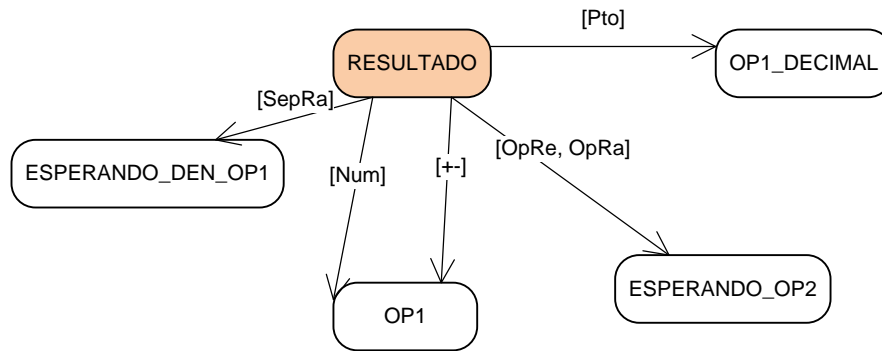 [Pto]
RESULTADO
OP1_DECIMAL
[SepRa]
ESPERANDO_DEN_OP1
[Num]
[+-]
[OpRe, OpRa]
OP1
ESPERANDO_OP2